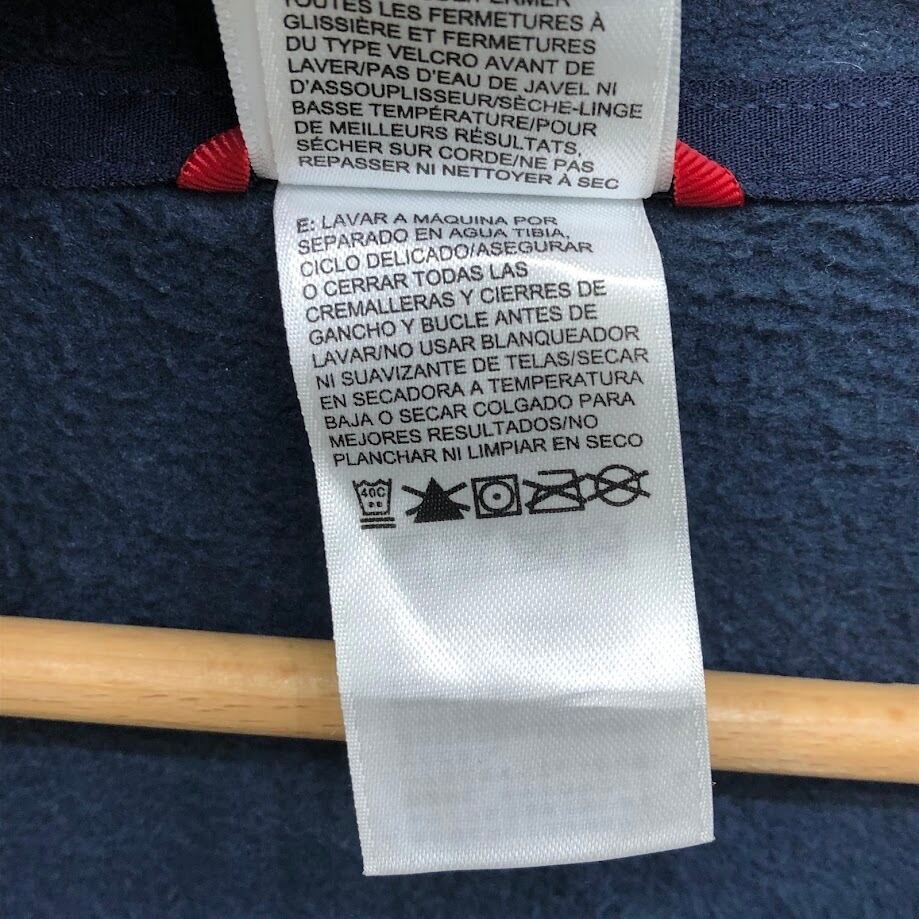 TOUTES LES FERMETURES À
GLISSIÈRE ET FERMETURES
DU TYPE VELCRO AVANT DE
LAVER/PAS D'EAU DE JAVEL NI
D'ASSOUPLISSEUR/SÈCHE-LINGE
BASSE TEMPÉRATURE/POUR
DE MEILLEURS RÉSULTATS,
SÉCHER SUR CORDE/NE PAS
REPASSER NI NETTOYER À SEC
E: LAVAR A MÁQUINA POR
SEPARADO EN AGUA TIBIA,
CICLO DELICADO/ASEGURAR
O CERRAR TODAS LAS
CREMALLERAS Y CIERRES DE
GANCHO Y BUCLE ANTES DE
LAVAR/NO USAR BLANQUEADOR
NI SUAVIZANTE DE TELAS/SECAR
EN SECADORA A TEMPERATURA
BAJA O SECAR COLGADO PARA
MEJORES RESULTADOS/NO
PLANCHAR NI LIMPIAR EN SECO
40C